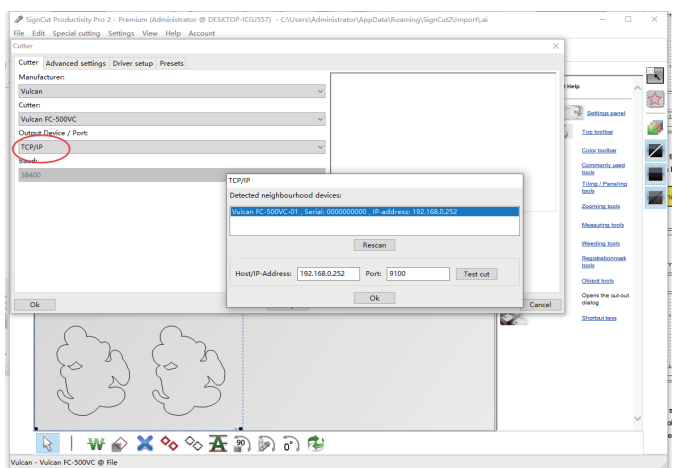 SignCut Productivity Pro 2 - Premium (Administrator @ DESKTOP-ICGJ557) - C:\Users\Administrator\AppData\Roaming\SignCut2\Import\,.ai
File Edit Special cutting Settings View Help Account
Cutter
Cutter Advanced settings Driver setup Presets
Manufacturer:
Vulcan
Cutter:
Vulcan FC-500VC
Output Device / Port:
TCP/IP
Baud:
38400
TCP/IP
Detected neighbourhood devices:
Vulcan FC-500VC-01 , Serial: 0000000000 , IP-address: 192.168.0.252
Rescan
Host/IP-Address: 192.168.0.252 Port: 9100 Test cut
Ok
Ok
Cancel
Help
Settings panel
Top toolbar
Color toolbar
Commonly used
tools
Tiling / Paneling
tools
Zooming tools
Measuring tools
Weeding tools
Registrationmark
tools
Object tools
Opens the cut-out
dialog
Shortcut keys
W
A
90
0°
Vulcan - Vulcan FC-500VC @ File